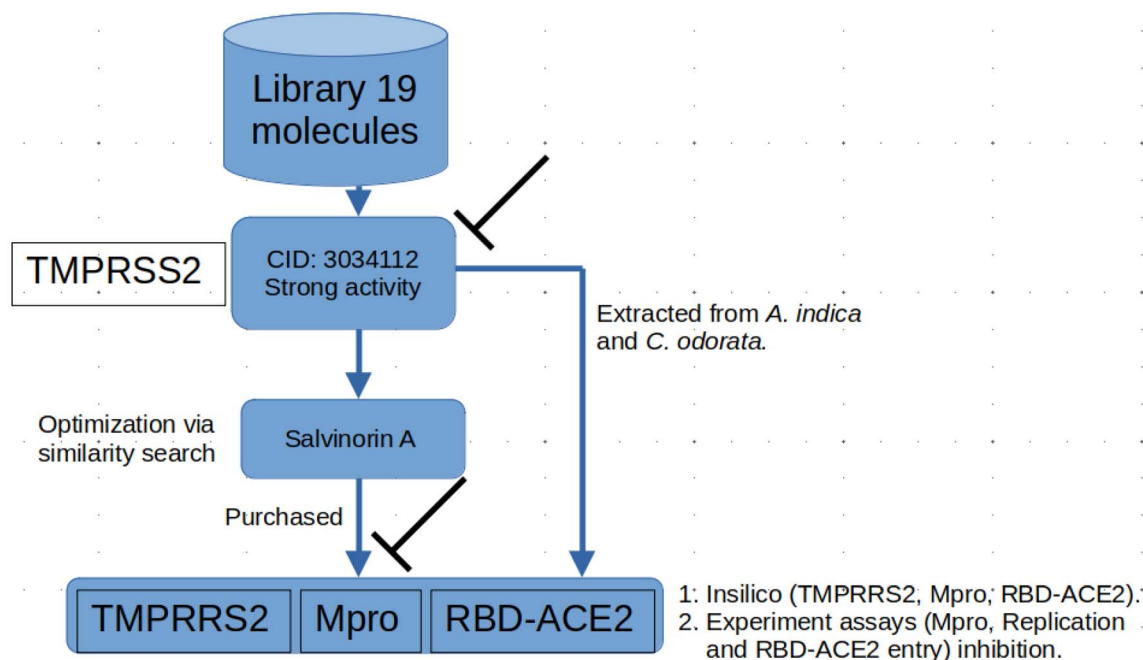 Library 19
molecules
TMPRSS2
CID: 3034112
Strong activity
Extracted from A. indica
and C. odorata.
Optimization via
similarity search
Salvinorin A
Purchased
TMPRRS2
Mpro
RBD-ACE2
1: Insilico (TMPRRS2, Mpro, RBD-ACE2).
2. Experiment assays (Mpro, Replication
and RBD-ACE2 entry) inhibition.